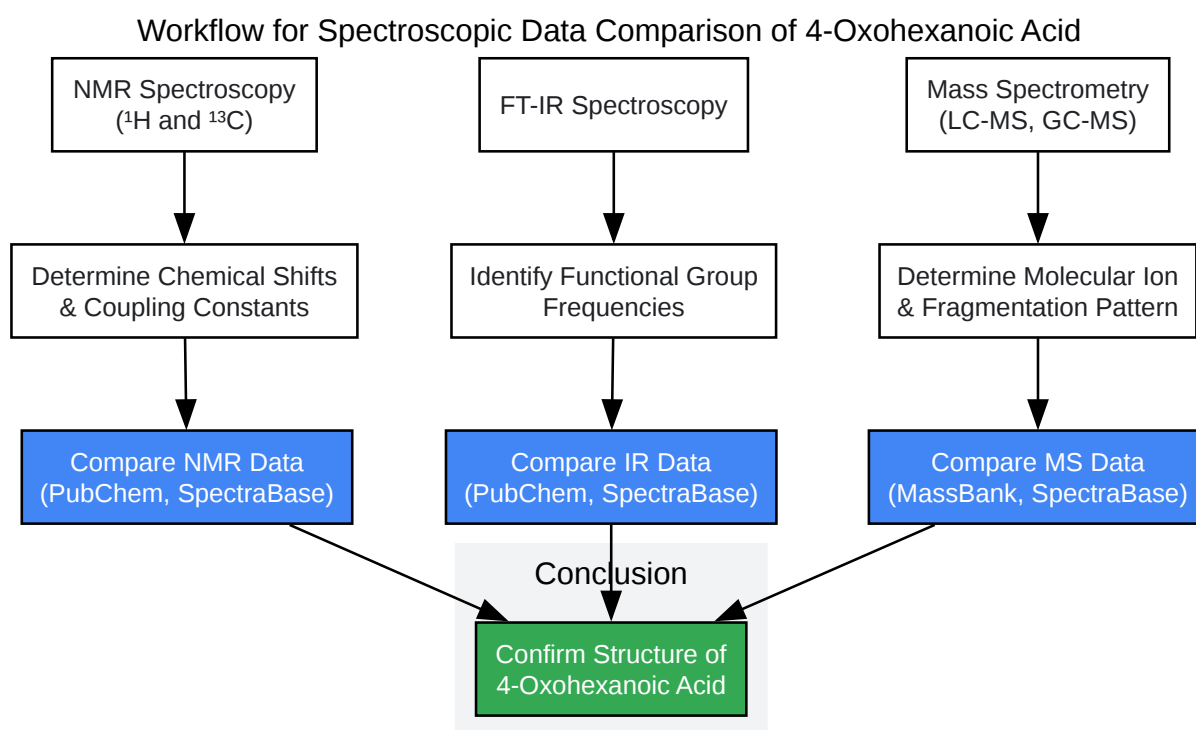 Workflow for Spectroscopic Data Comparison of 4-Oxohexanoic Acid
NMR Spectroscopy
(¹H and ¹³C)
FT-IR Spectroscopy
Mass Spectrometry
(LC-MS, GC-MS)
Determine Chemical Shifts
& Coupling Constants
Identify Functional Group
Frequencies
Determine Molecular Ion
& Fragmentation Pattern
Compare NMR Data
(PubChem, SpectraBase)
Compare IR Data
(PubChem, SpectraBase)
Compare MS Data
(MassBank, SpectraBase)
Conclusion
Confirm Structure of
4-Oxohexanoic Acid